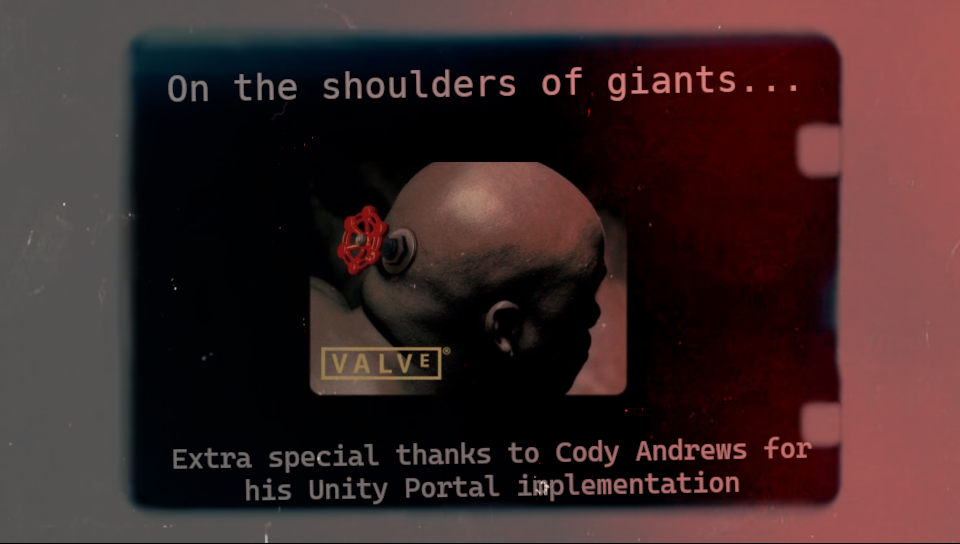 On the shoulders of giants...
VALVE®
Extra special thanks to Cody Andrews for
his Unity Portal implementation